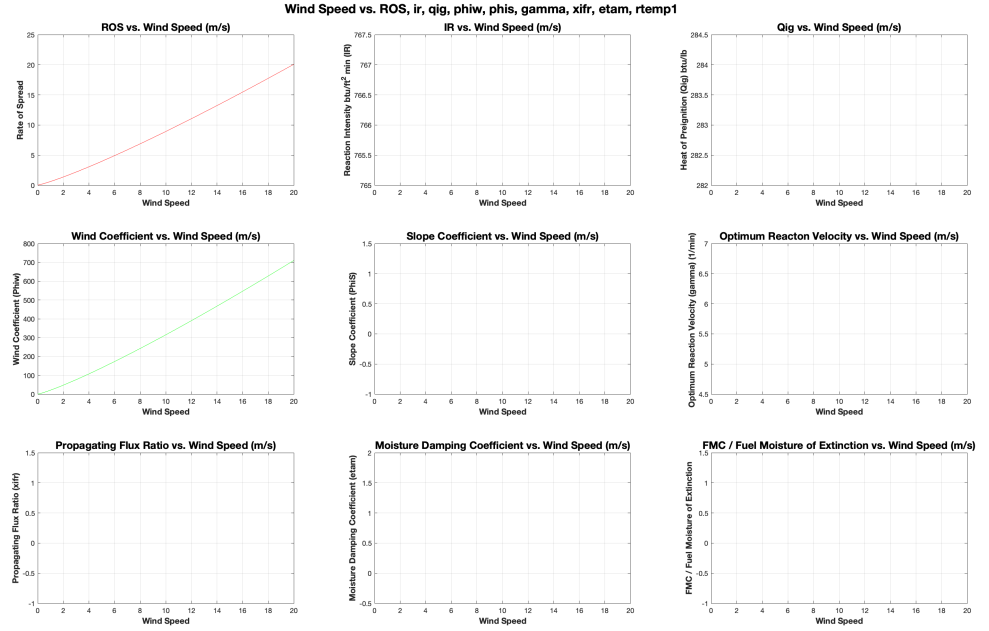 Wind Speed vs. ROS, ir, qig, phiw, phis, gamma, xifr, etam, rtemp1
ROS vs. Wind Speed (m/s)
Rate of Spread
25
20
15
10
5
0
0 2 4 6 8 10 12 14 16 18 20
Wind Speed
IR vs. Wind Speed (m/s)
Reaction Intensity btu/ft² min (IR)
767.5
767
766.5
766
765.5
765
0 2 4 6 8 10 12 14 16 18 20
Wind Speed
Qig vs. Wind Speed (m/s)
Heat of Preignition (Qig) btu/lb
284.5
284
283.5
283
282.5
282
0 2 4 6 8 10 12 14 16 18 20
Wind Speed
Wind Coefficient vs. Wind Speed (m/s)
Wind Coefficient (Phiw)
800
700
600
500
400
300
200
100
0
0 2 4 6 8 10 12 14 16 18 20
Wind Speed
Slope Coefficient vs. Wind Speed (m/s)
Slope Coefficient (PhiS)
1.5
1
0.5
0
-0.5
-1
0 2 4 6 8 10 12 14 16 18 20
Wind Speed
Optimum Reacton Velocity vs. Wind Speed (m/s)
Optimum Reaction Velocity (gamma) (1/min)
7
6.5
6
5.5
5
4.5
0 2 4 6 8 10 12 14 16 18 20
Wind Speed
Propagating Flux Ratio vs. Wind Speed (m/s)
Propagating Flux Ratio (xifr)
1.5
1
0.5
0
-0.5
-1
0 2 4 6 8 10 12 14 16 18 20
Wind Speed
Moisture Damping Coefficient vs. Wind Speed (m/s)
Moisture Damping Coefficient (etam)
2
1.5
1
0.5
0
-0.5
0 2 4 6 8 10 12 14 16 18 20
Wind Speed
FMC / Fuel Moisture of Extinction vs. Wind Speed (m/s)
FMC / Fuel Moisture of Extinction
1.5
1
0.5
0
-0.5
-1
0 2 4 6 8 10 12 14 16 18 20
Wind Speed